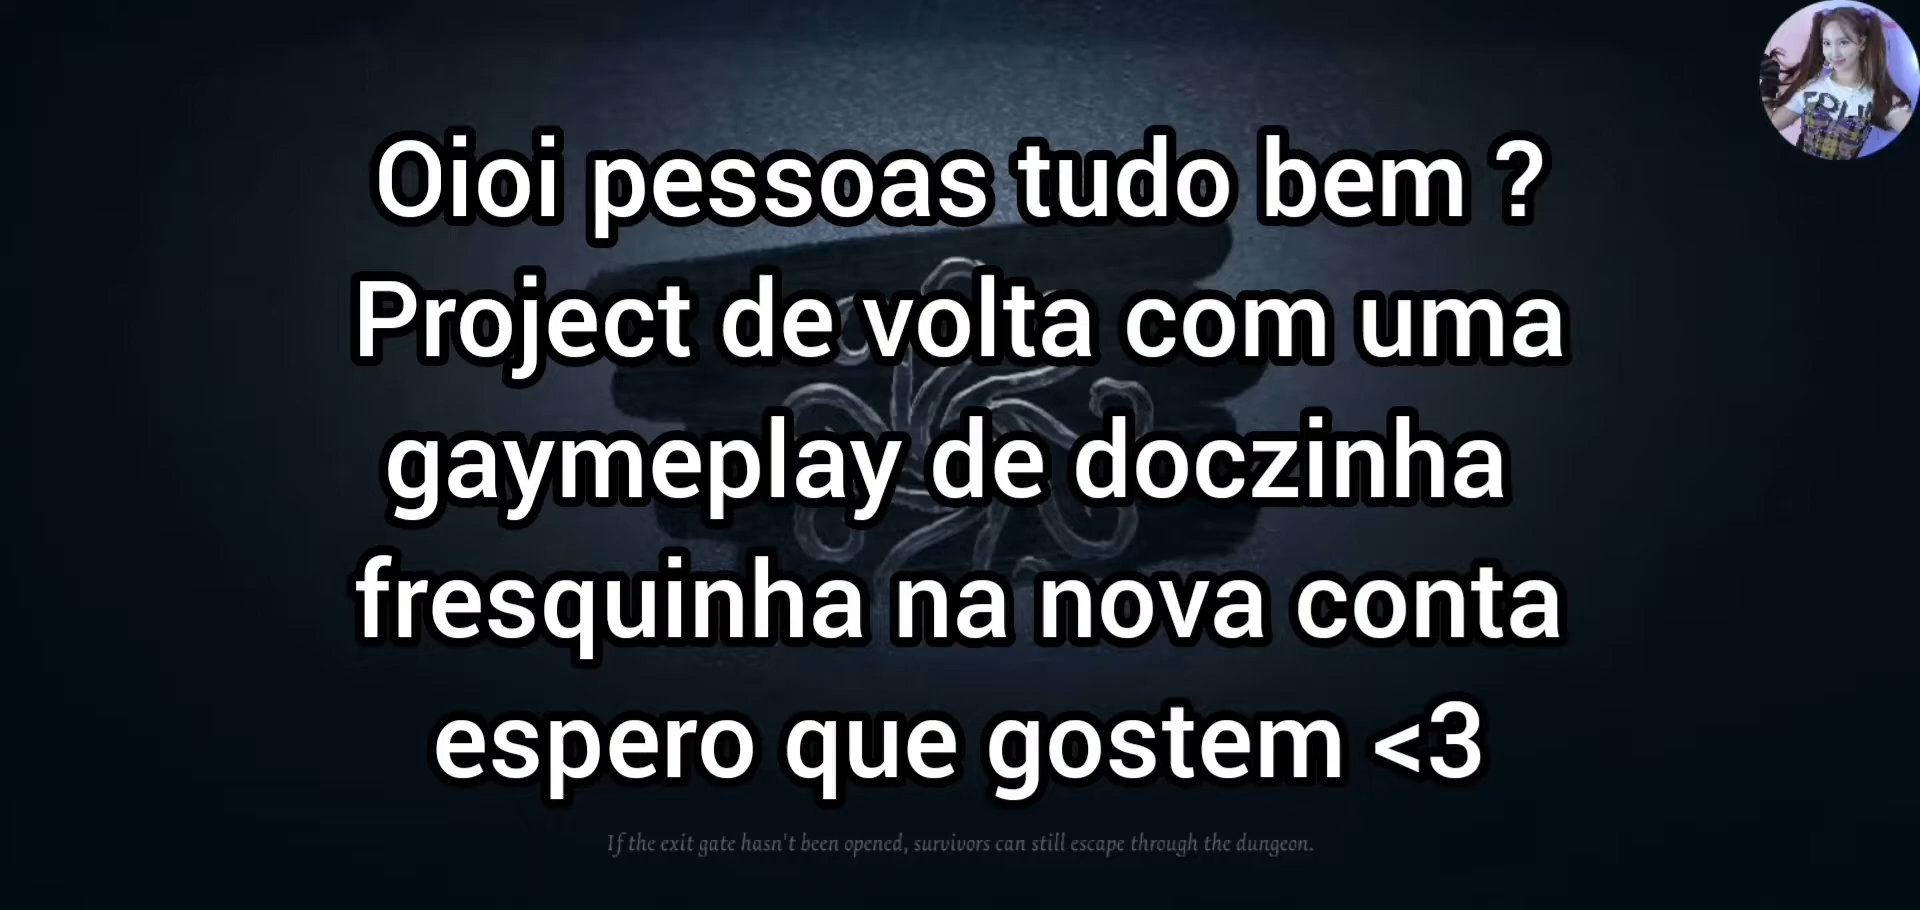 Oioi pessoas tudo bem ?
Project de volta com uma
gaymeplay de doczinha
fresquinha na nova conta
espero que gostem <3
If the exit gate hasn't been opened, survivors can still escape through the dungeon.